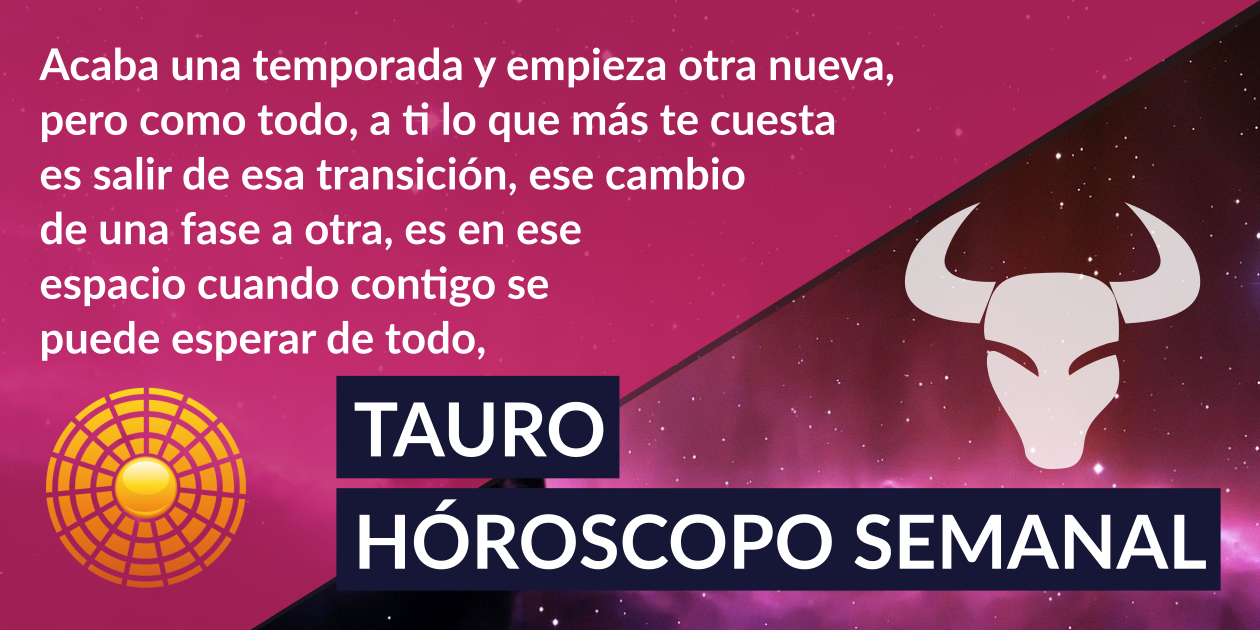 Acaba una temporada y empieza otra nueva,
pero como todo, a ti lo que más te cuesta
es salir de esa transición, ese cambio
de una fase a otra, es en ese
espacio cuando contigo se
puede esperar de todo,
TAURO
HÓROSCOPO SEMANAL